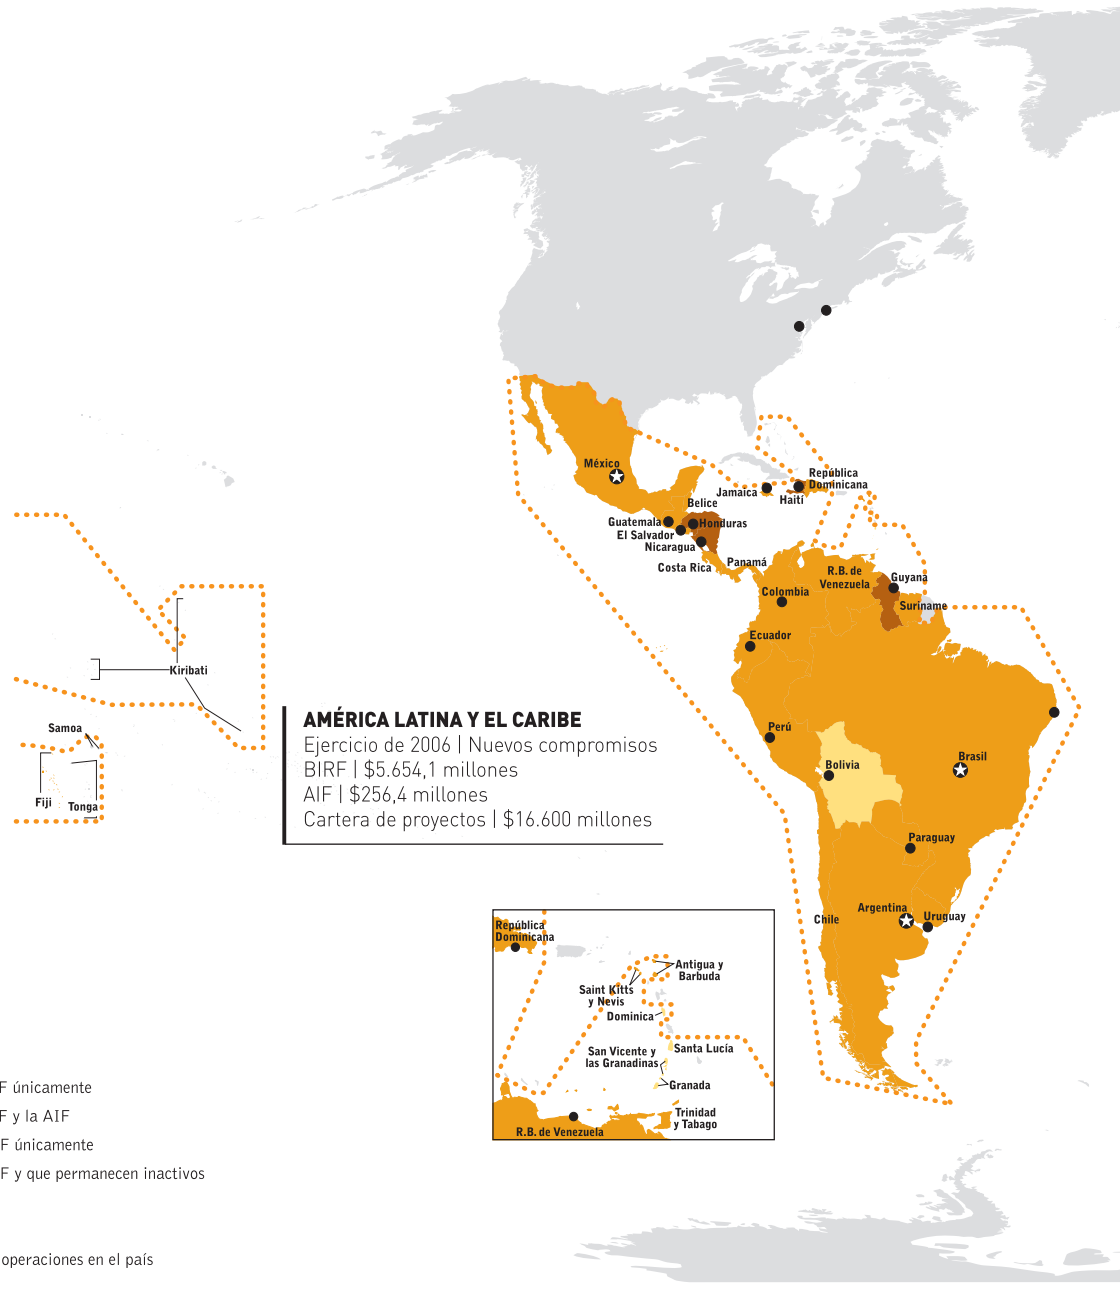 México
República
Dominicana
Jamaica
Haití
Belice
Guatemala
Honduras
El Salvador
Nicaragua
Costa Rica
Panamá
R.B. de
Venezuela
Guyana
Colombia
Suriname
Ecuador
Kiribati
Samoa
Fiji
Tonga
AMÉRICA LATINA Y EL CARIBE
Ejercicio de 2006 | Nuevos compromisos
BIRF | $5.654,1 millones
AIF | $256,4 millones
Cartera de proyectos | $16.600 millones
Perú
Bolivia
Brasil
Paraguay
Argentina
Chile
Uruguay
República
Dominicana
Antigua y
Barbuda
Saint Kitts
y Nevis
Dominica
San Vicente y
las Granadinas
Santa Lucía
Granada
Trinidad
y Tabago
R.B. de Venezuela
F únicamente
F y la AIF
F únicamente
F y que permanecen inactivos
operaciones en el país